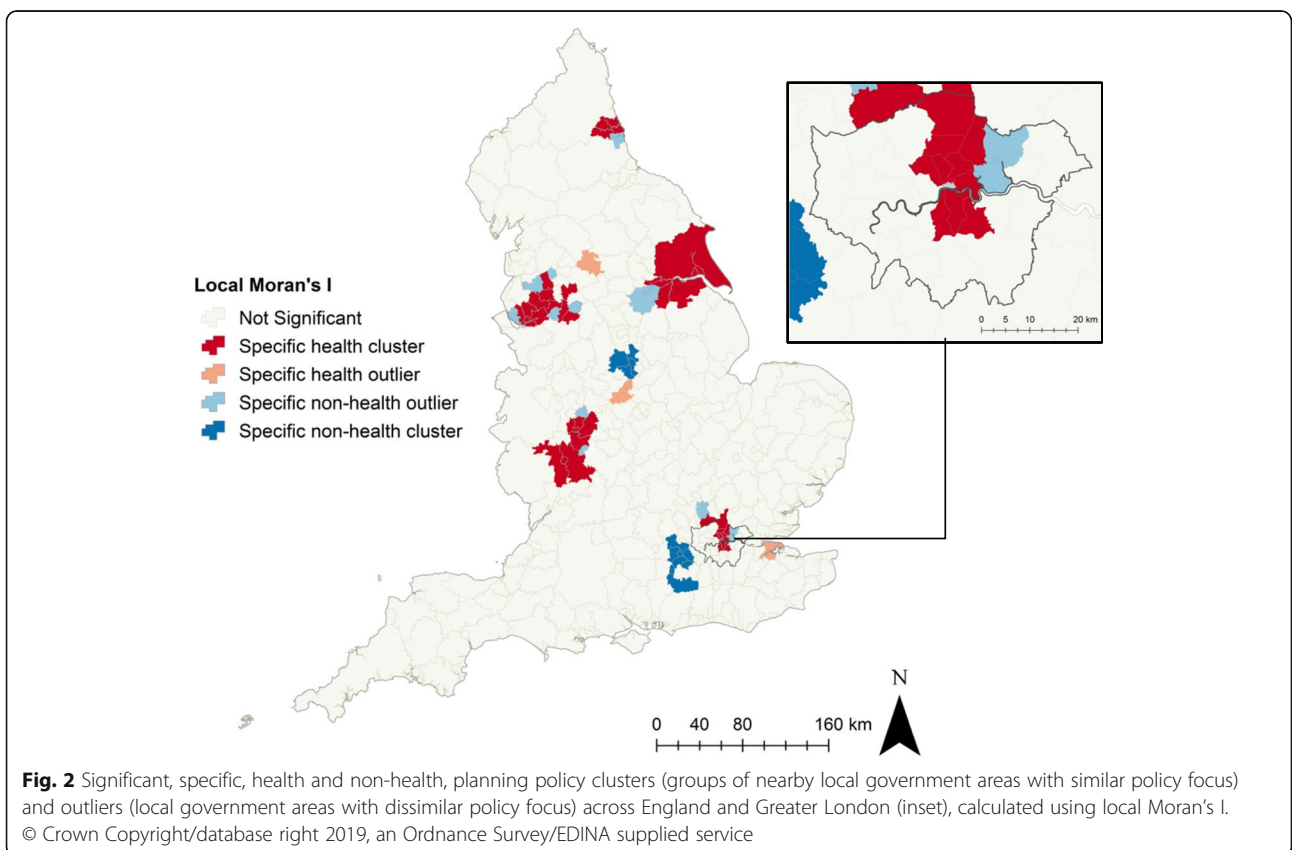 Local Moran's I
Not Significant
Specific health cluster
Specific health outlier
Specific non-health outlier
Specific non-health cluster
0 5 10 20 km
N
0 40 80 160 km
Fig. 2 Significant, specific, health and non-health, planning policy clusters (groups of nearby local government areas with similar policy focus)
and outliers (local government areas with dissimilar policy focus) across England and Greater London (inset), calculated using local Moran's I.
© Crown Copyright/database right 2019, an Ordnance Survey/EDINA supplied service